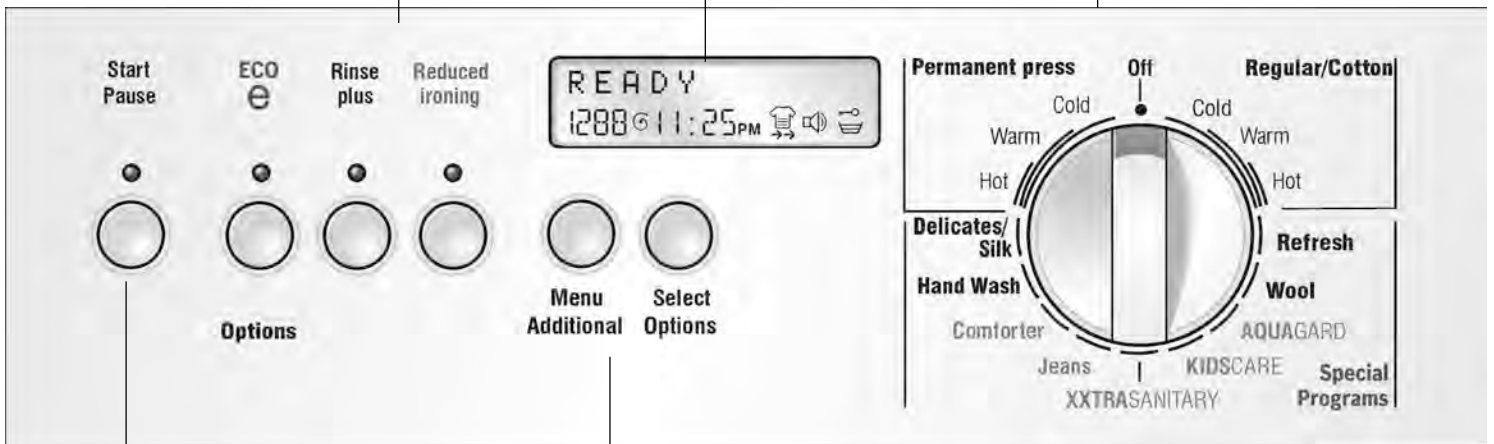 Start
Pause
ECO
e
Rinse
plus
Reduced
ironing
READY
1288 11:25PM
Options
Menu
Additional
Select
Options
Permanent press
Off
Regular/Cotton
Cold
Warm
Hot
Cold
Warm
Hot
Delicates/
Silk
Hand Wash
Comforter
Jeans
XXTRASANITARY
KIDSCARE
AQUAGARD
Wool
Refresh
Special
Programs